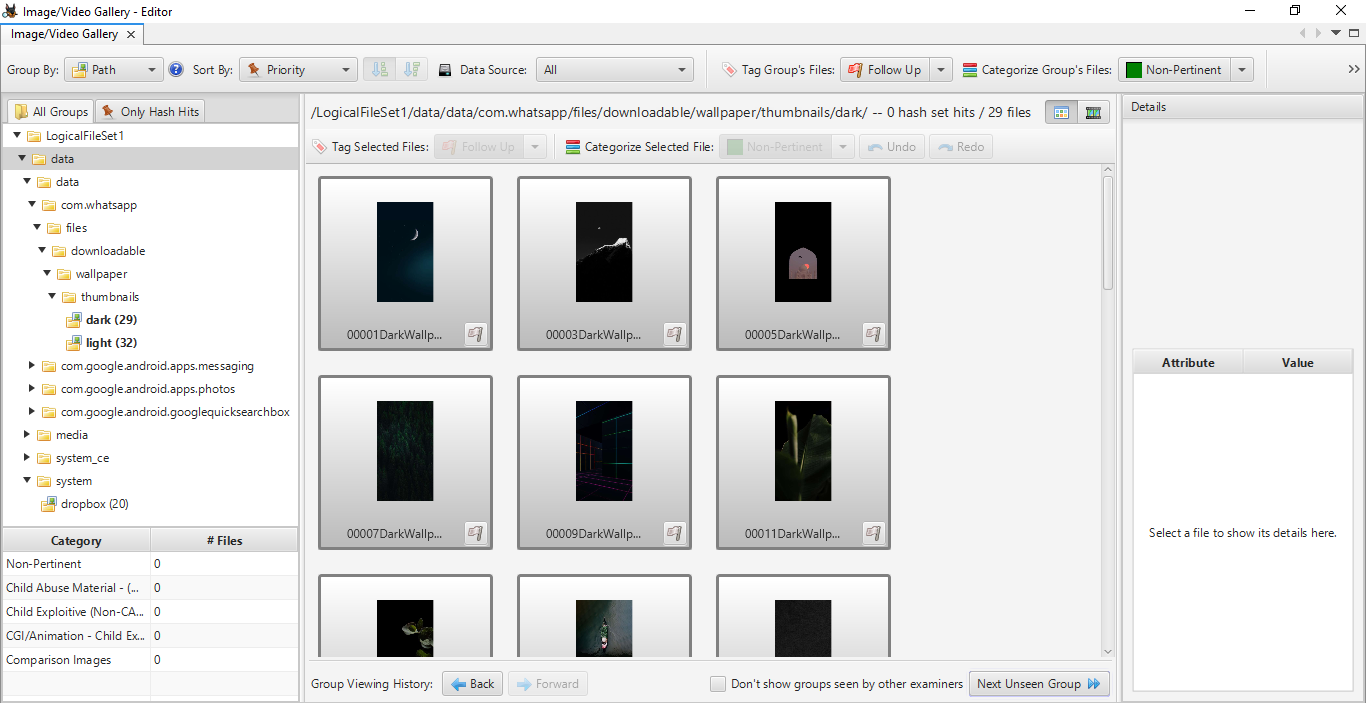 Image/Video Gallery - Editor
Image/Video Gallery
Group By: Path Sort By: Priority Data Source: All Tag Group's Files: Follow Up Categorize Group's Files: Non-Pertinent
All Groups Only Hash Hits
LogicalFileSet1
data
data
com.whatsapp
files
downloadable
wallpaper
thumbnails
dark (29)
light (32)
com.google.android.apps.messaging
com.google.android.apps.photos
com.google.android.googlequicksearchbox
media
system_ce
system
dropbox (20)
Category # Files
Non-Pertinent 0
Child Abuse Material - (... 0
Child Exploitive (Non-CA... 0
CGI/Animation - Child Ex... 0
Comparison Images 0
/LogicalFileSet1/data/data/com.whatsapp/files/downloadable/wallpaper/thumbnails/dark/ -- 0 hash set hits / 29 files
Tag Selected Files: Follow Up Categorize Selected File: Non-Pertinent Undo Redo
00001DarkWallp... 00003DarkWallp... 00005DarkWallp...
00007DarkWallp... 00009DarkWallp... 00011DarkWallp...
Group Viewing History: Back Forward Don't show groups seen by other examiners Next Unseen Group
Details
Attribute Value
Select a file to show its details here.